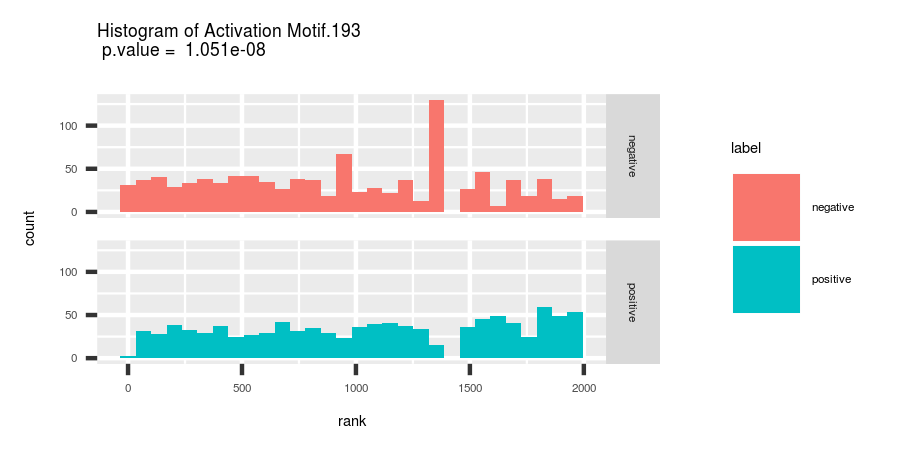 Histogram of Activation Motif.193
p.value =  1.051e-08
100
50
0
negative
100
50
0
positive
0
500
1000
1500
2000
count
rank
label
negative
positive